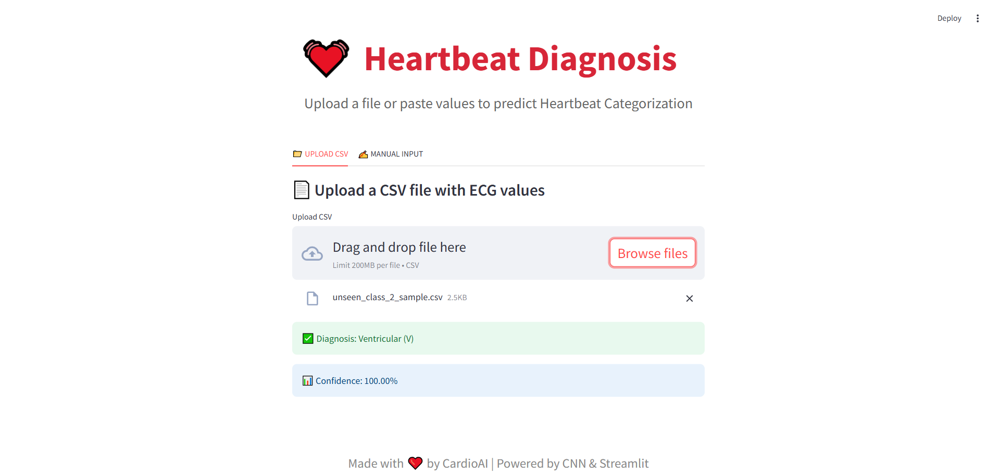 Deploy
Heartbeat Diagnosis
Upload a file or paste values to predict Heartbeat Categorization
UPLOAD CSV
MANUAL INPUT
Upload a CSV file with ECG values
Upload CSV
Drag and drop file here
Limit 200MB per file • CSV
Browse files
unseen_class_2_sample.csv 2.5KB
Diagnosis: Ventricular (V)
Confidence: 100.00%
Made with ❤️ by CardioAI | Powered by CNN & Streamlit